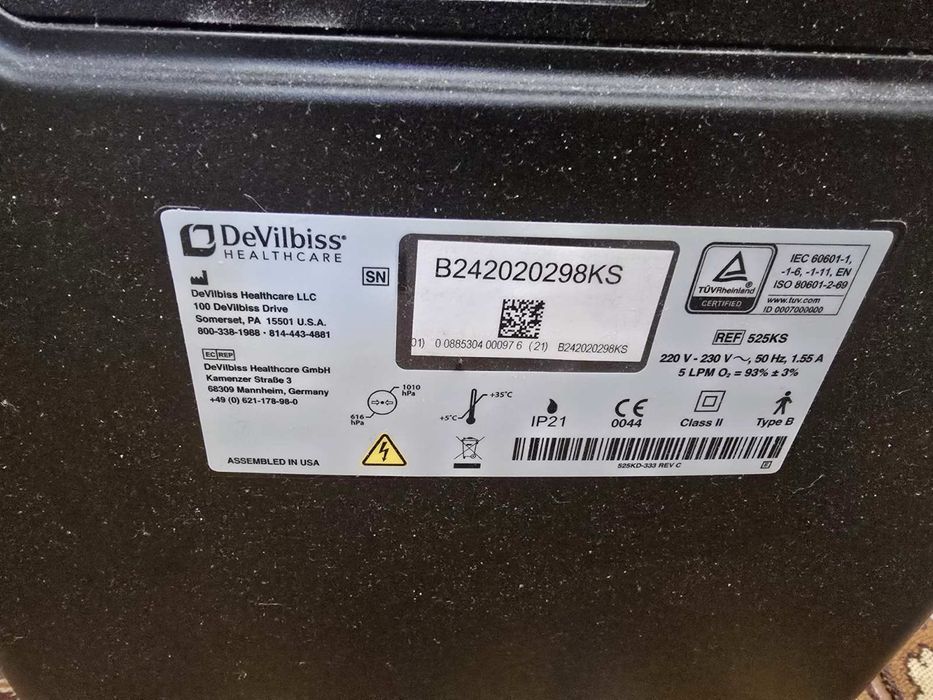 DeVilbiss®
HEALTHCARE
SN
DeVilbiss Healthcare LLC
100 DeVilbiss Drive
Somerset, PA 15501 U.S.A.
800-338-1988 • 814-443-4881
EC REP
DeVilbiss Healthcare GmbH
Kamenzer Straße 3
68309 Mannheim, Germany
+49 (0) 621-178-98-0
B242020298KS
01) 0 0885304 00097 6 (21) B242020298KS
TÜVRheinland
CERTIFIED
IEC 60601-1,
-1-6, -1-11, EN
ISO 80601-2-69
www.tuv.com
ID 0007000000
REF 525KS
220 V - 230 V ~, 50 Hz, 1.55 A
5 LPM O₂ = 93% ± 3%
1010
hPa
616
hPa
+35°C
+5°C
IP21
CE
0044
Class II
Type B
ASSEMBLED IN USA
525KD-333 REV C